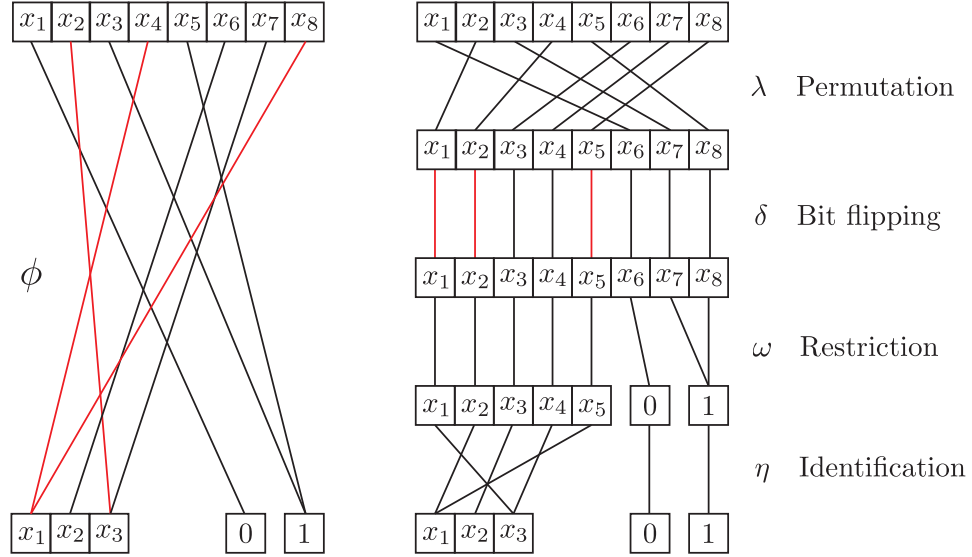 x₁ x₂ x₃ x₄ x₅ x₆ x₇ x₈
x₁ x₂ x₃ x₄ x₅ x₆ x₇ x₈
λ Permutation
x₁ x₂ x₃ x₄ x₅ x₆ x₇ x₈
δ Bit flipping
ϕ
x₁ x₂ x₃ x₄ x₅ x₆ x₇ x₈
ω Restriction
x₁ x₂ x₃ x₄ x₅ 0 1
η Identification
x₁ x₂ x₃ 0 1
x₁ x₂ x₃ 0 1